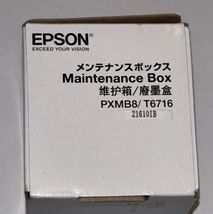 EPSON®
EXCEED YOUR VISION
メンテナンスボックス
Maintenance Box
维护箱/廢墨盒
PXMB8/ T6716
216101B